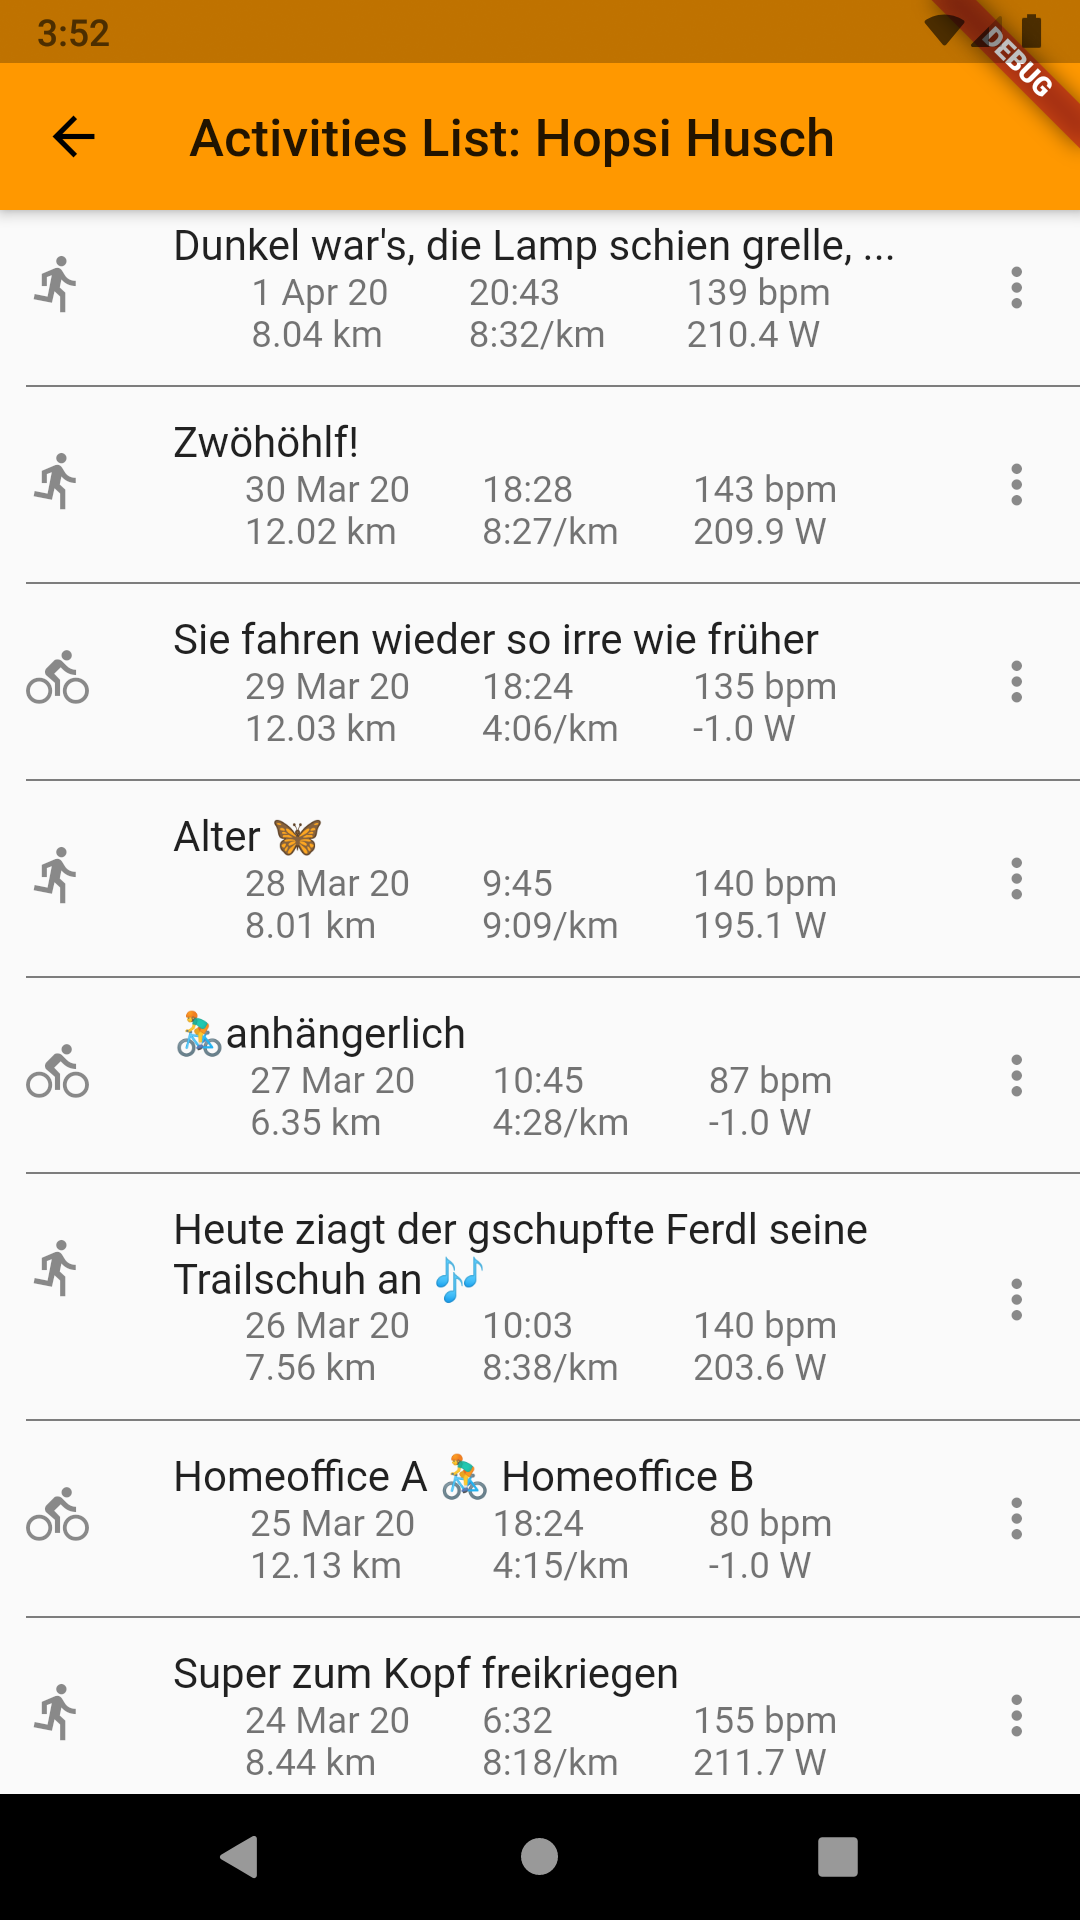 3:52
DEBUG
Activities List: Hopsi Husch
Dunkel war's, die Lamp schien grelle, ...
1 Apr 20 20:43 139 bpm
8.04 km 8:32/km 210.4 W
Zwöhöhlf!
30 Mar 20 18:28 143 bpm
12.02 km 8:27/km 209.9 W
Sie fahren wieder so irre wie früher
29 Mar 20 18:24 135 bpm
12.03 km 4:06/km -1.0 W
Alter 🦋
28 Mar 20 9:45 140 bpm
8.01 km 9:09/km 195.1 W
🚴anhängerlich
27 Mar 20 10:45 87 bpm
6.35 km 4:28/km -1.0 W
Heute ziagt der gschupfte Ferdl seine
Trailschuh an 🎶
26 Mar 20 10:03 140 bpm
7.56 km 8:38/km 203.6 W
Homeoffice A 🚴 Homeoffice B
25 Mar 20 18:24 80 bpm
12.13 km 4:15/km -1.0 W
Super zum Kopf freikriegen
24 Mar 20 6:32 155 bpm
8.44 km 8:18/km 211.7 W